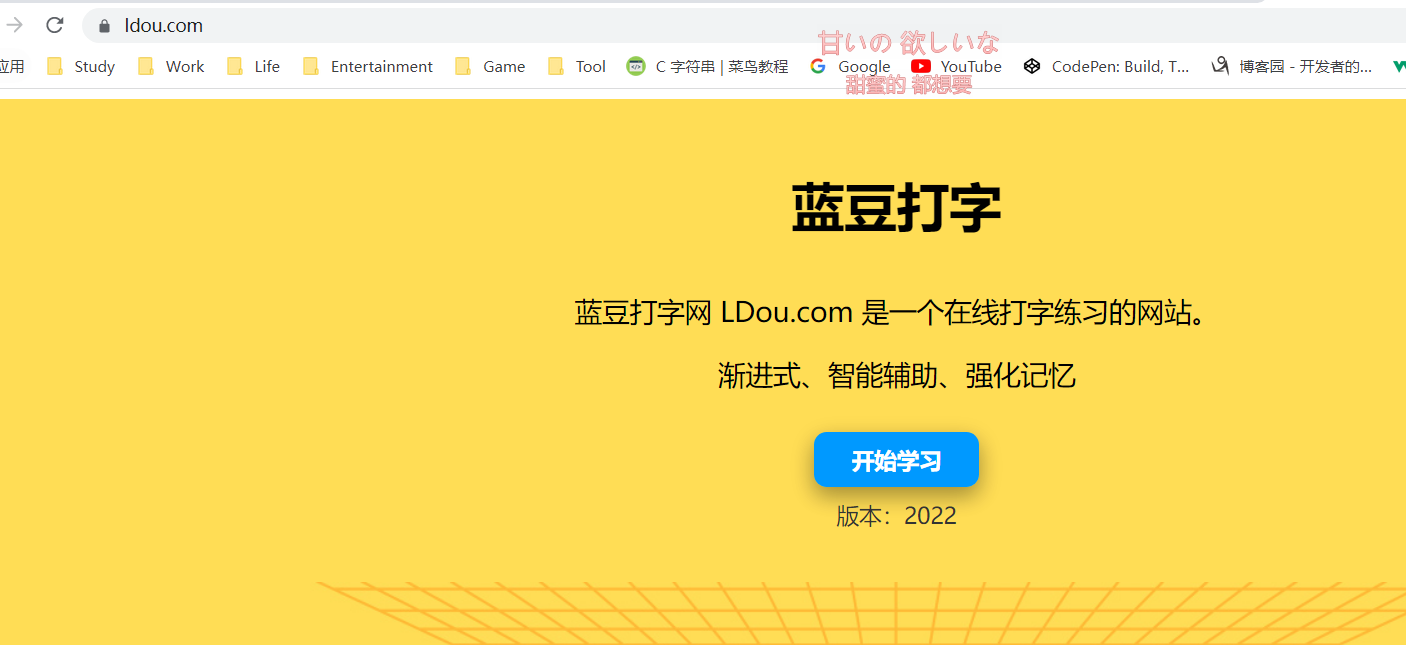 ldou.com
甘いの 欲しいな
应用 Study Work Life Entertainment Game Tool C 字符串 | 菜鸟教程 Google YouTube CodePen: Build, T... 博客园 - 开发者的...
甜蜜的 都想要
蓝豆打字
蓝豆打字网 LDou.com 是一个在线打字练习的网站。
渐进式、智能辅助、强化记忆
开始学习
版本：2022